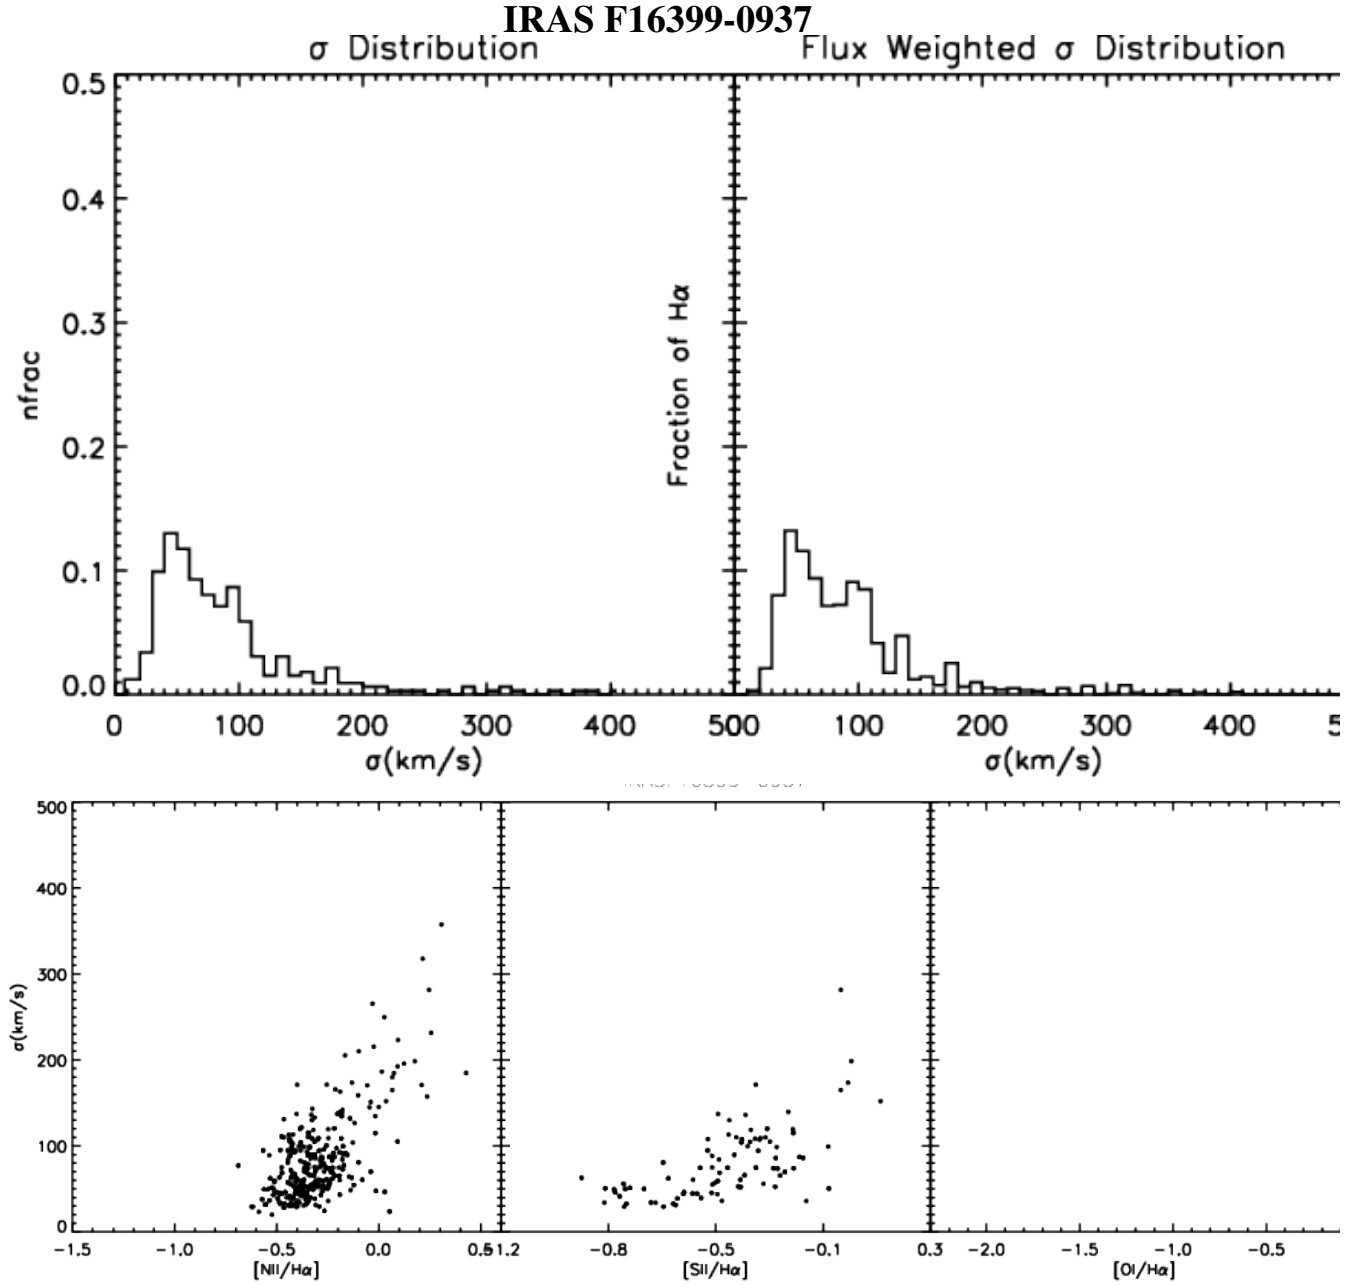 IRAS F16399-0937
σ Distribution
Flux Weighted σ Distribution
0.5
0.4
0.3
0.2
0.1
0.0
nfrac
Fraction of Hα
0 100 200 300 400 500
100 200 300 400
σ(km/s)
σ(km/s)
500
400
300
200
100
0
σ(km/s)
-1.5 -1.0 -0.5 0.0 0.5
-0.8 -0.5 -0.1 0.3
-2.0 -1.5 -1.0 -0.5
[NII/Hα]
[SII/Hα]
[OI/Hα]